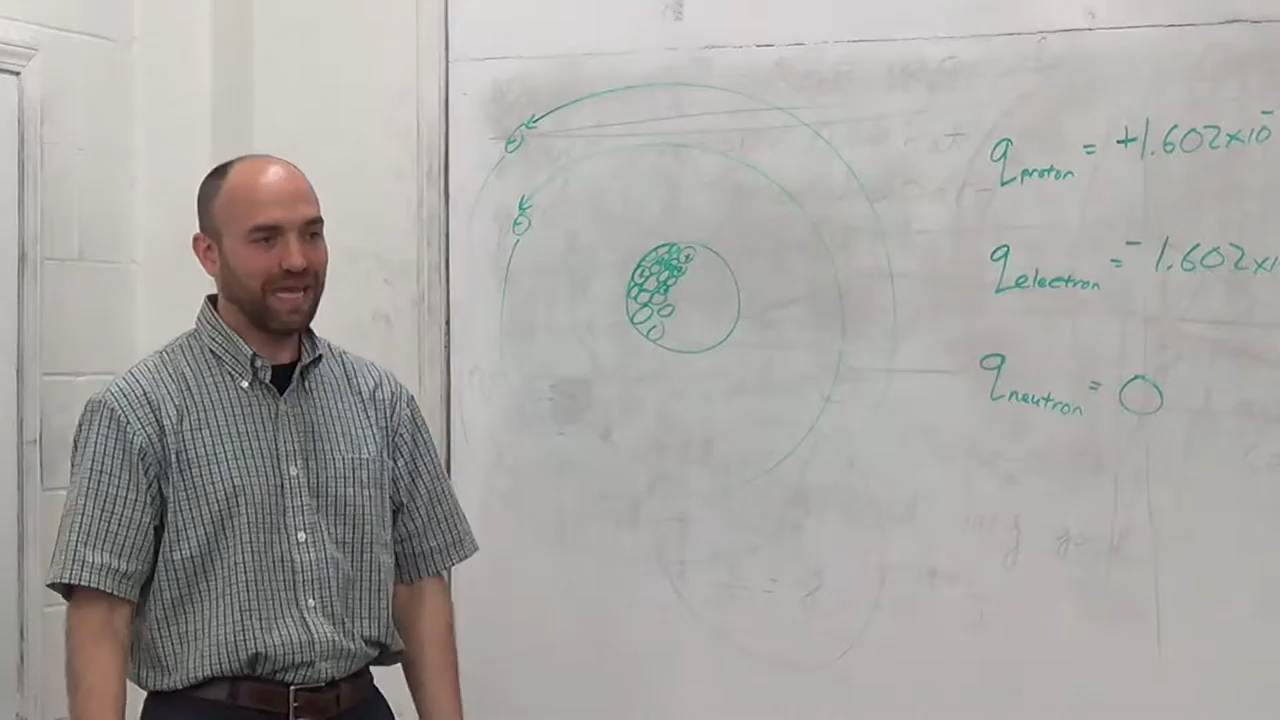 q proton = +1.602x10-
q electron = -1.602x1
q neutron = 0